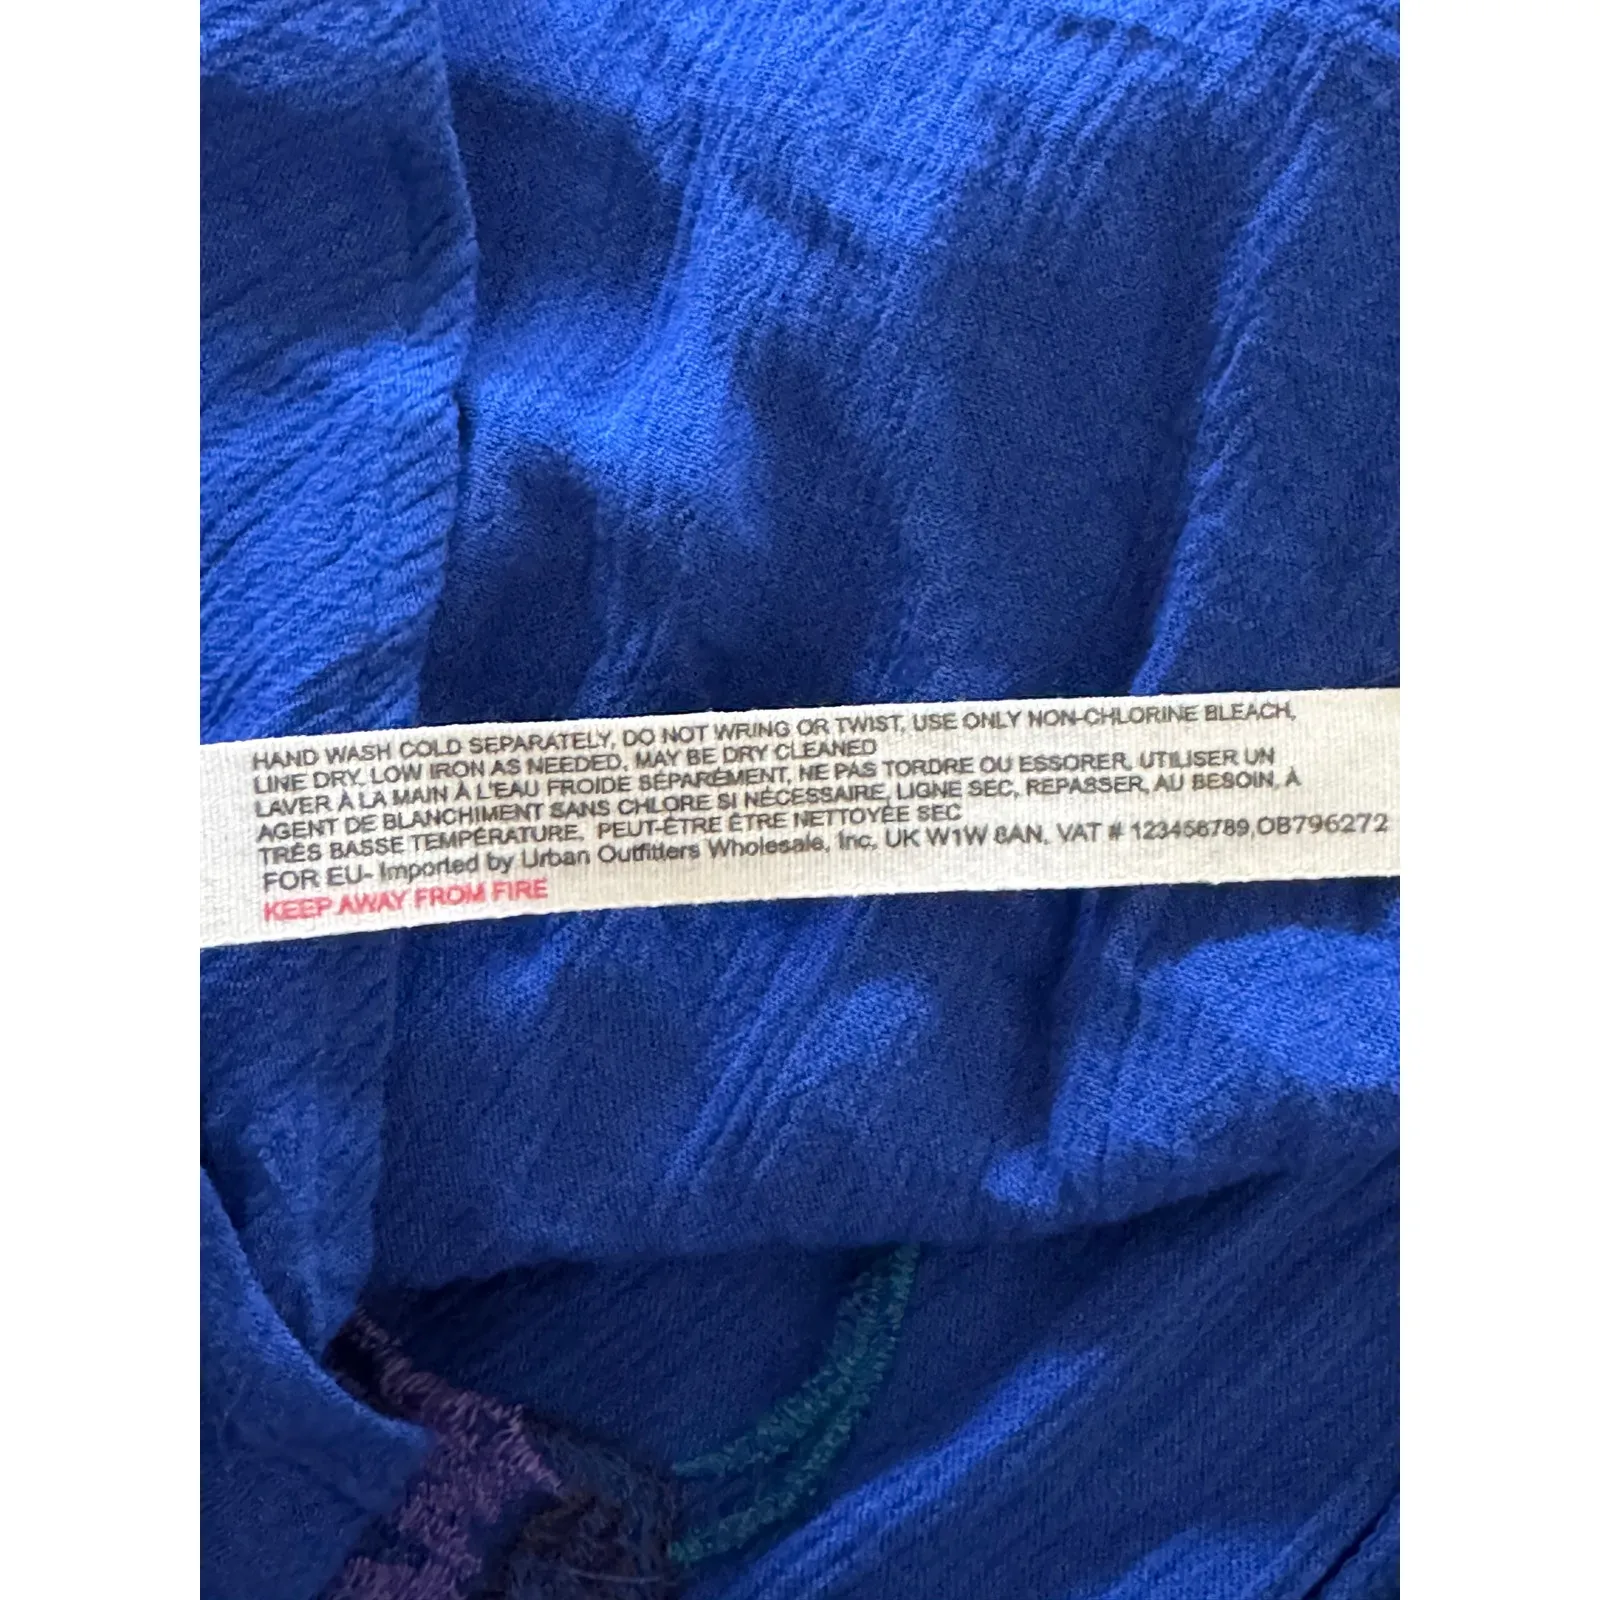 HAND WASH COLD SEPARATELY, DO NOT WRING OR TWIST, USE ONLY NON-CHLORINE BLEACH,
LINE DRY, LOW IRON AS NEEDED, MAY BE DRY CLEANED
LAVER À LA MAIN À L'EAU FROIDE SÉPARÉMENT, NE PAS TORDRE OU ESSORER, UTILISER UN
AGENT DE BLANCHIMENT SANS CHLORE SI NÉCESSAIRE, LIGNE SEC, REPASSER, AU BESOIN, À
TRÉS BASSE TEMPÉRATURE, PEUT-ÊTRE ÊTRE NETTOYÉE SEC
FOR EU- Imported by Urban Outfitters Wholesale, Inc, UK W1W 8AN, VAT # 123456789,OB796272
KEEP AWAY FROM FIRE